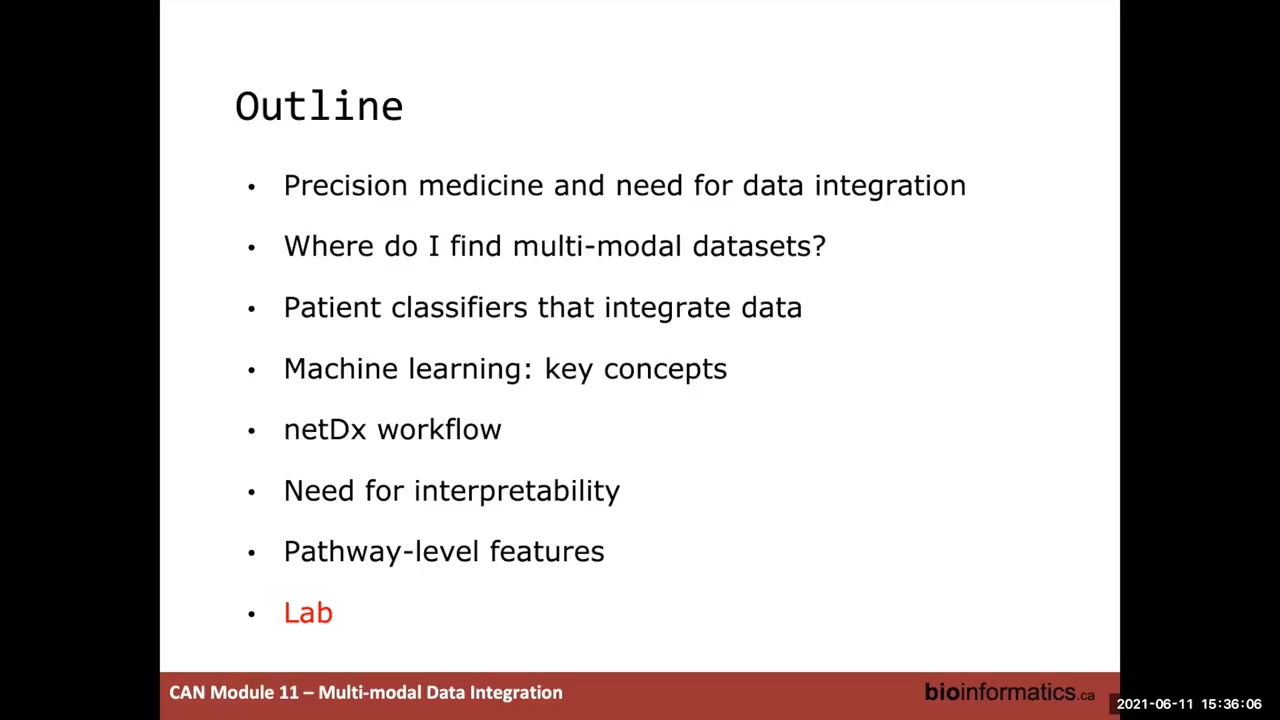 Outline
• Precision medicine and need for data integration
• Where do I find multi-modal datasets?
• Patient classifiers that integrate data
• Machine learning: key concepts
• netDx workflow
• Need for interpretability
• Pathway-level features
• Lab
CAN Module 11 – Multi-modal Data Integration
bioinformatics.ca
2021-06-11 15:36:06